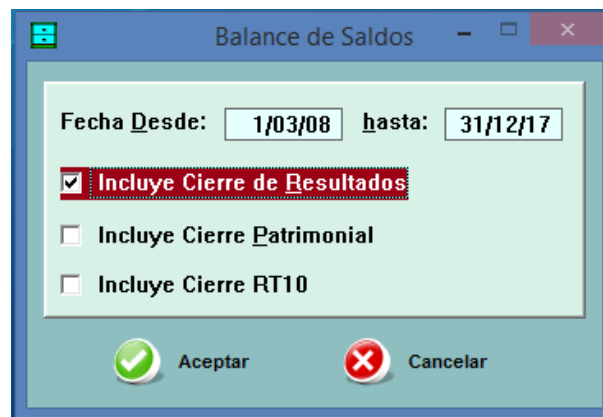 Balance de Saldos
Fecha Desde: 1/03/08 hasta: 31/12/17
Incluye Cierre de Resultados
Incluye Cierre Patrimonial
Incluye Cierre RT10
Aceptar Cancelar